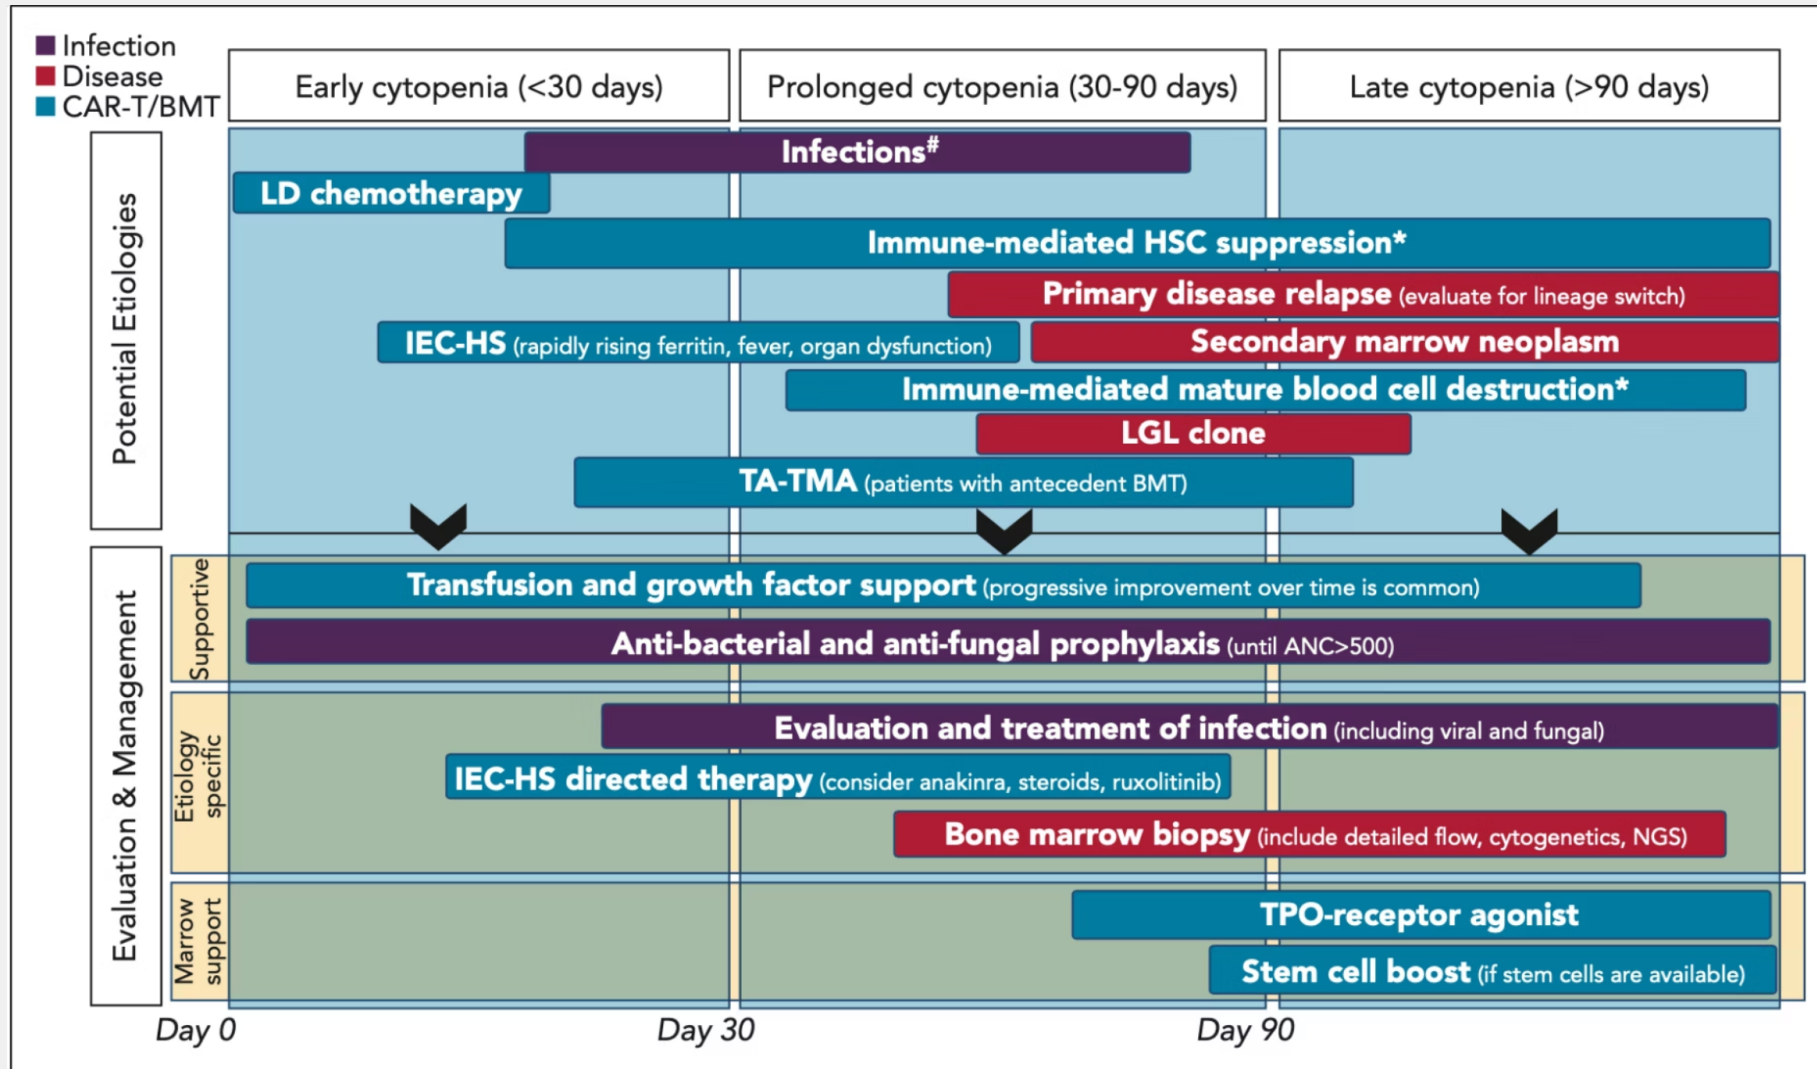 Infection
Disease
CAR-T/BMT
Early cytopenia (<30 days)
Prolonged cytopenia (30-90 days)
Late cytopenia (>90 days)
Potential Etiologies
Infections#
LD chemotherapy
Immune-mediated HSC suppression*
Primary disease relapse (evaluate for lineage switch)
IEC-HS (rapidly rising ferritin, fever, organ dysfunction)
Secondary marrow neoplasm
Immune-mediated mature blood cell destruction*
LGL clone
TA-TMA (patients with antecedent BMT)
Evaluation & Management
Supportive
Transfusion and growth factor support (progressive improvement over time is common)
Anti-bacterial and anti-fungal prophylaxis (until ANC>500)
Etiology
specific
Evaluation and treatment of infection (including viral and fungal)
IEC-HS directed therapy (consider anakinra, steroids, ruxolitinib)
Bone marrow biopsy (include detailed flow, cytogenetics, NGS)
Marrow
support
TPO-receptor agonist
Stem cell boost (if stem cells are available)
Day 0
Day 30
Day 90